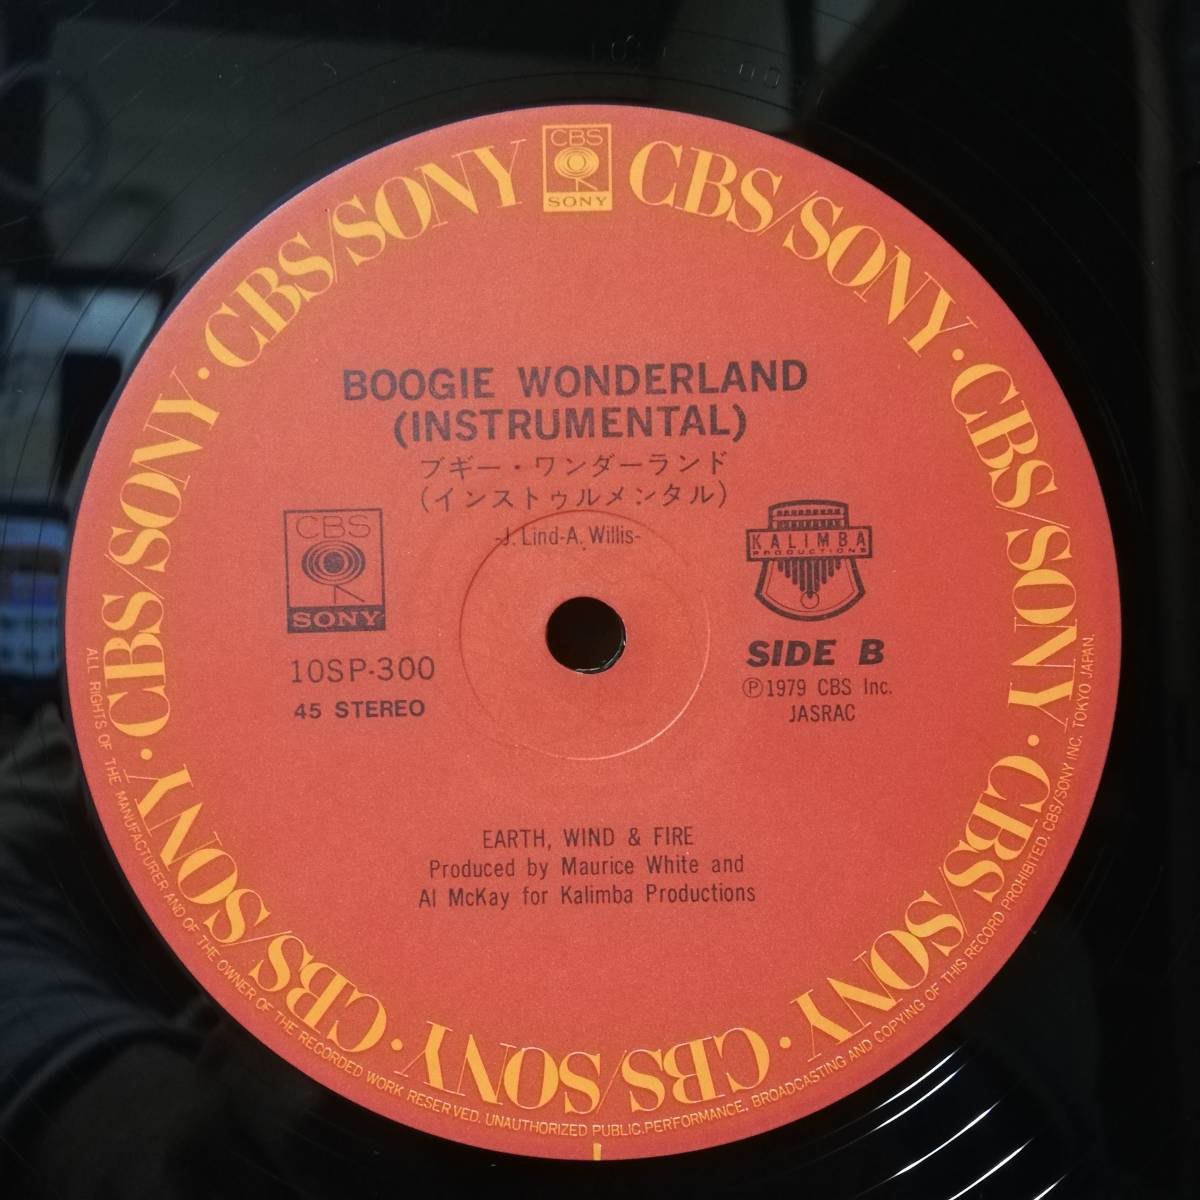 CBS
SONY
CBS/SONY · CBS/SONY · CBS/SONY · CBS/SONY · CBS/SONY · CBS/SONY · CBS/SONY · CBS/SONY
BOOGIE WONDERLAND
(INSTRUMENTAL)
ブギー・ワンダーランド
(インストゥルメンタル)
-J. Lind-A. Willis-
CBS
SONY
10SP-300
45 STEREO
KALIMBA
PRODUCTIONS
SIDE B
Ⓟ1979 CBS Inc.
JASRAC
EARTH, WIND & FIRE
Produced by Maurice White and
Al McKay for Kalimba Productions
ALL RIGHTS OF THE MANUFACTURER AND OF THE OWNER OF THE RECORDED WORK RESERVED. UNAUTHORIZED PUBLIC.PERFORMANCE, BROADCASTING AND COPYING OF THIS RECORD PROHIBITED. CBS/SONY INC. TOKYO JAPAN.